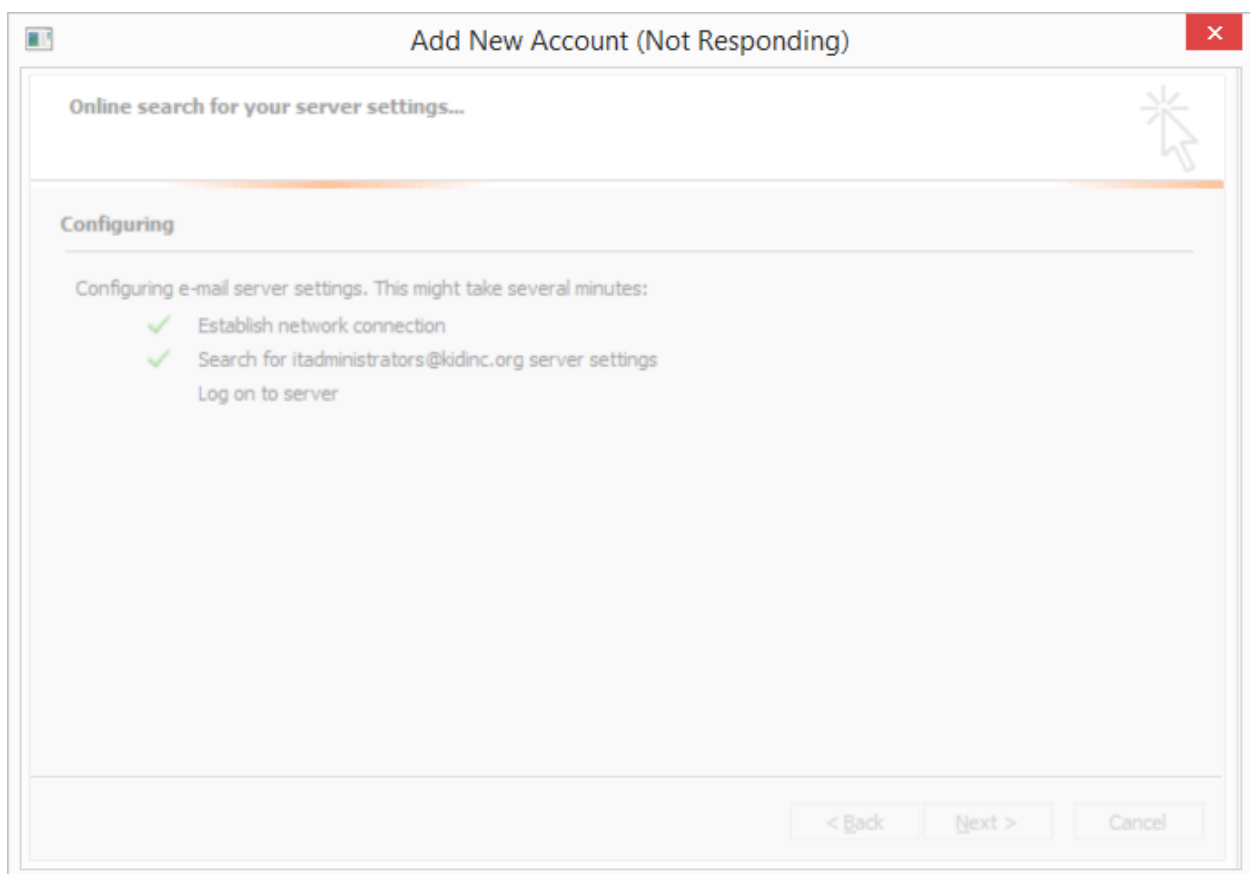 Add New Account (Not Responding)
Online search for your server settings...
Configuring
Configuring e-mail server settings. This might take several minutes:
Establish network connection
Search for itadministrators@kidinc.org server settings
Log on to server
< Back Next > Cancel